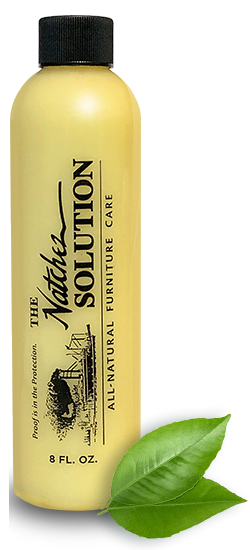 Proof is in the Protection.
THE
Natchez
SOLUTION
ALL-NATURAL FURNITURE CARE
8 FL. OZ.